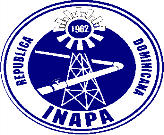 REPUBLICA
DOMINICANA
1962
INAPA